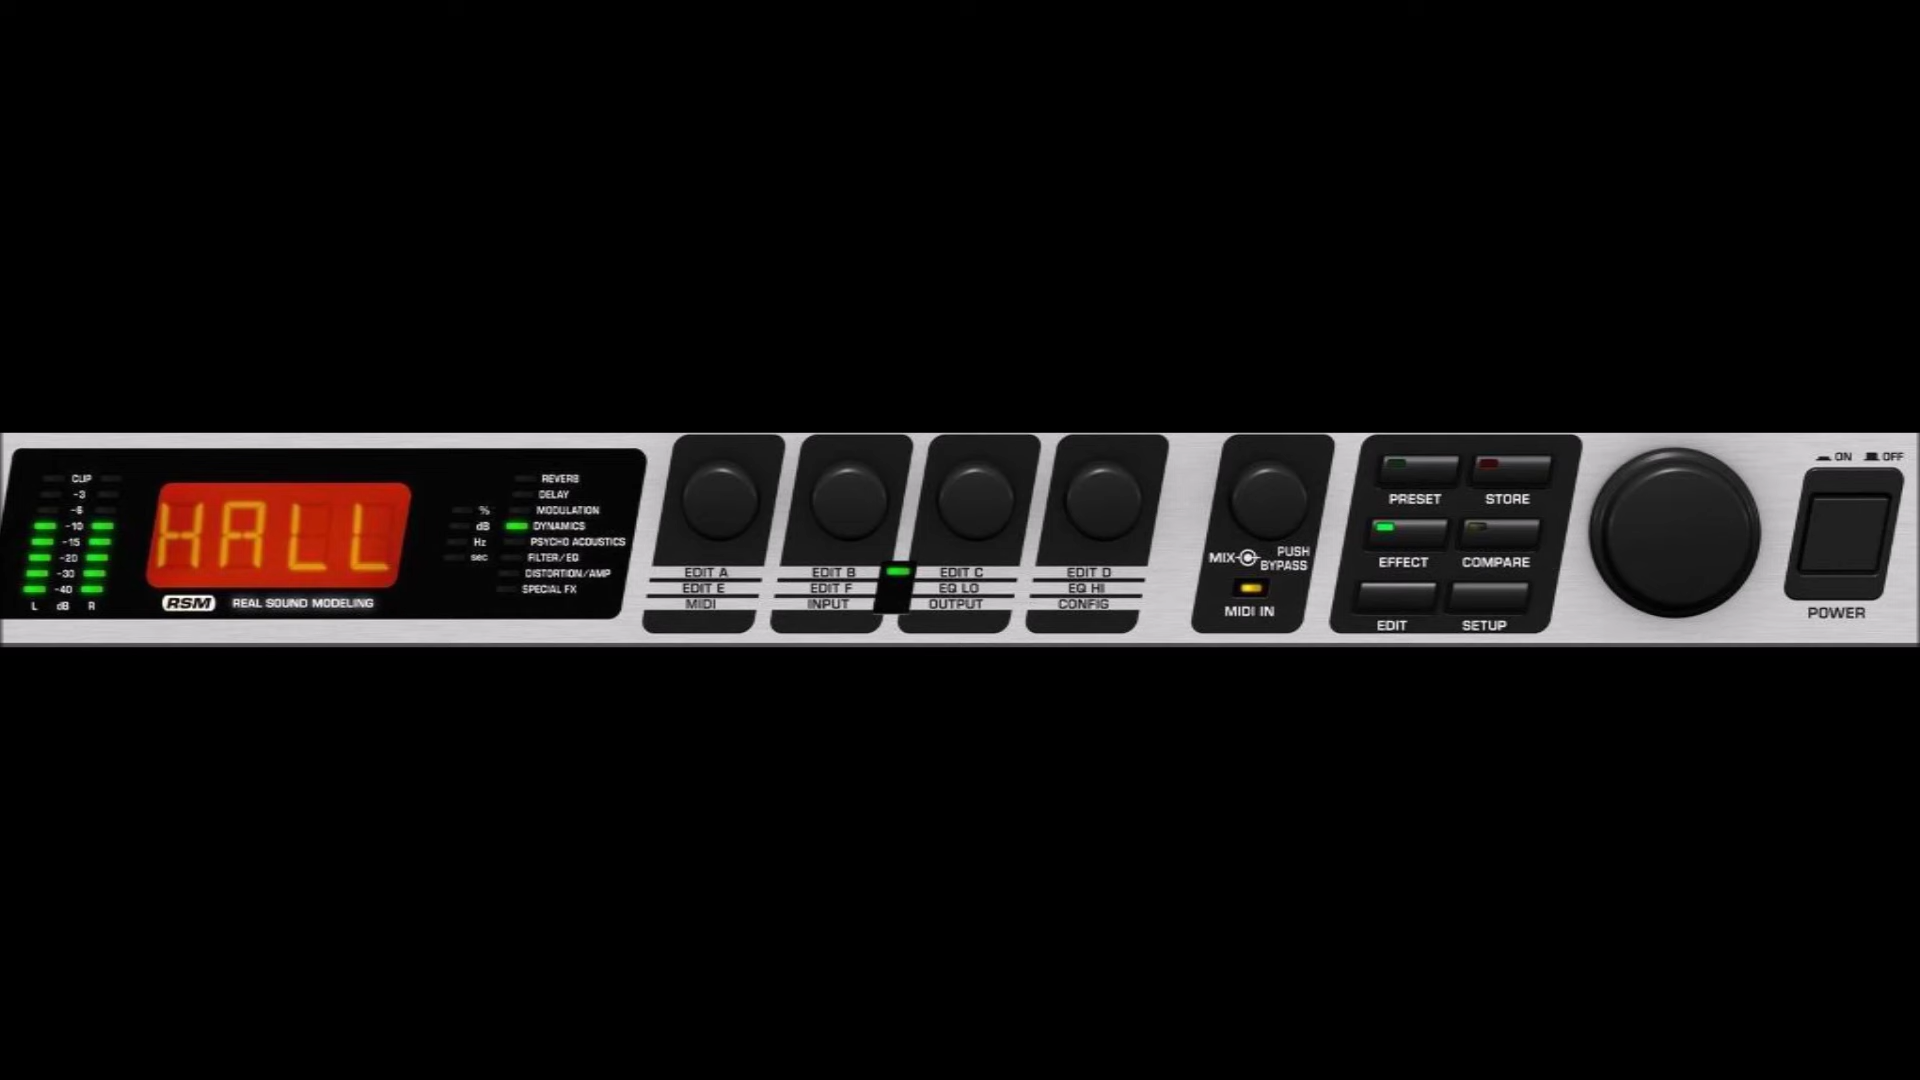 CLIP
-3
-6
-10
-15
-20
-30
-40
L dB R
HALL
RSM REAL SOUND MODELING
%
dB
Hz
sec
REVERB
DELAY
MODULATION
DYNAMICS
PSYCHO ACOUSTICS
FILTER/EQ
DISTORTION/AMP
SPECIAL FX
EDIT A
EDIT E
MIDI
EDIT B
EDIT F
INPUT
EDIT C
EQ LO
OUTPUT
EDIT D
EQ HI
CONFIG
MIX PUSH
BYPASS
MIDI IN
PRESET STORE
EFFECT COMPARE
EDIT SETUP
ON OFF
POWER